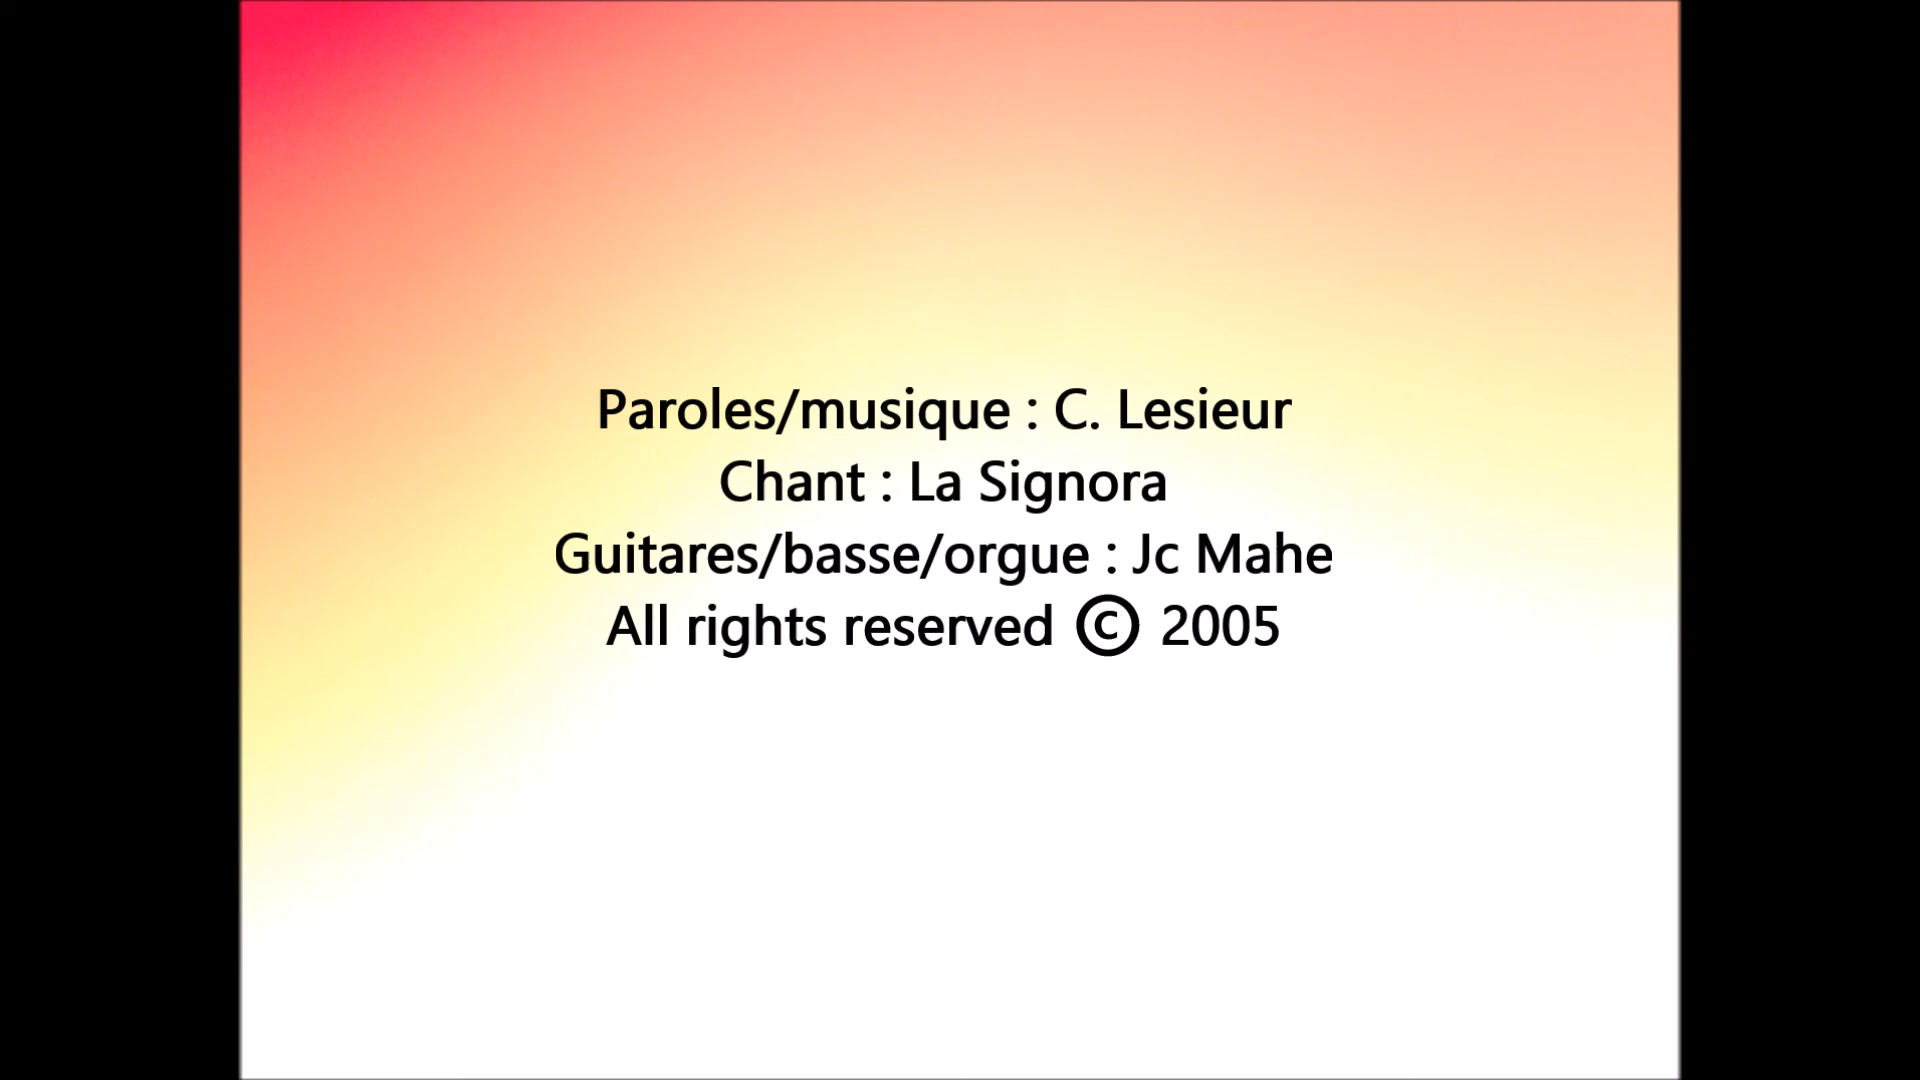 Paroles/musique : C. Lesieur
Chant : La Signora
Guitares/basse/orgue : Jc Mahe
All rights reserved © 2005